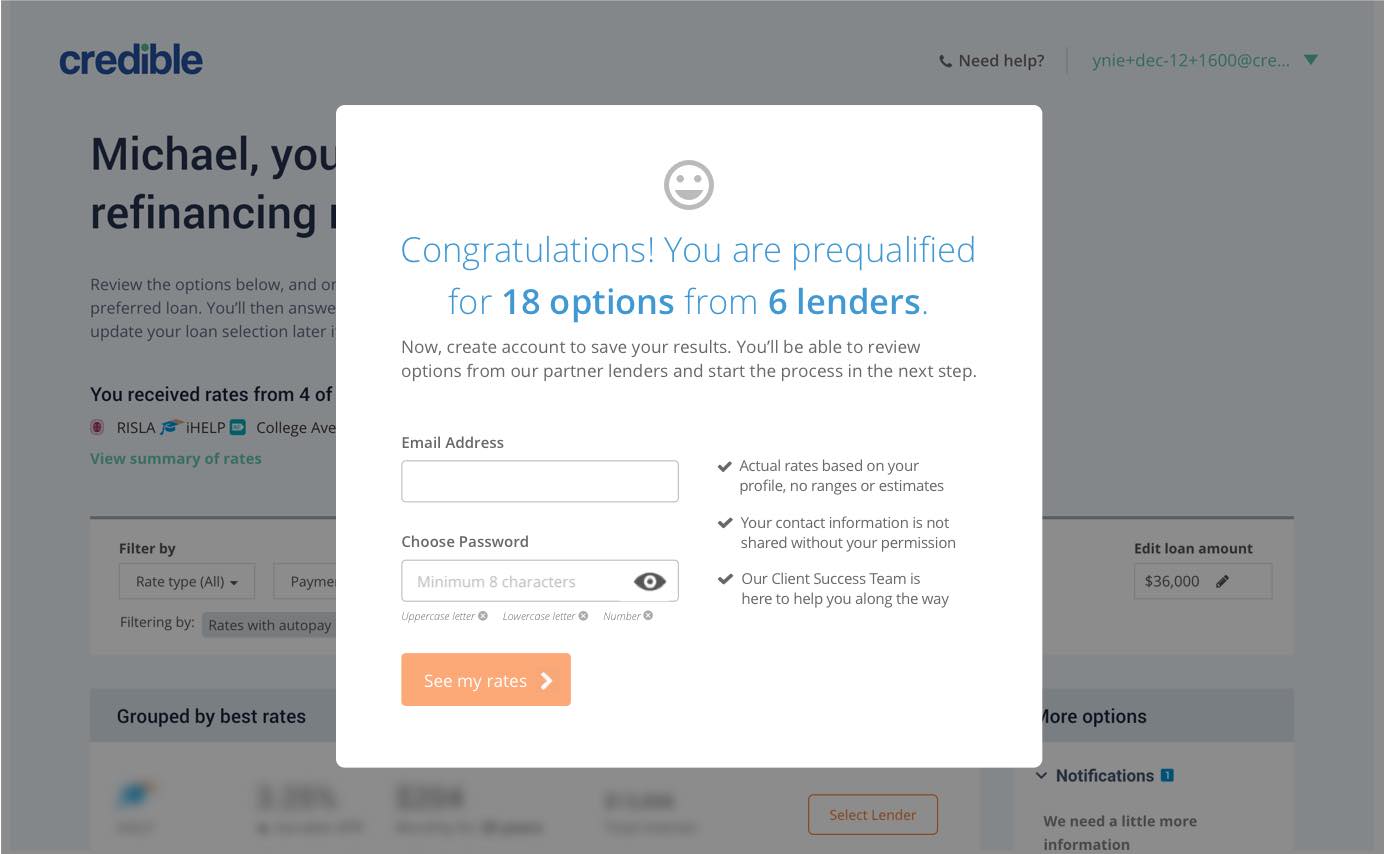 credible
Need help?
ynie+dec-12+1600@cre...
Michael, you
refinancing
Review the options below, and or
preferred loan. You'll then answe
update your loan selection later i
You received rates from 4 of
RISLA iHELP College Ave
View summary of rates
Congratulations! You are prequalified
for 18 options from 6 lenders.
Now, create account to save your results. You'll be able to review
options from our partner lenders and start the process in the next step.
Email Address
Choose Password
Minimum 8 characters
Uppercase letter Lowercase letter Number
See my rates
Actual rates based on your
profile, no ranges or estimates
Your contact information is not
shared without your permission
Our Client Success Team is
here to help you along the way
Filter by
Rate type (All) Payme
Filtering by: Rates with autopay
Edit loan amount
$36,000
Grouped by best rates
More options
Select Lender
Notifications 1
We need a little more
information